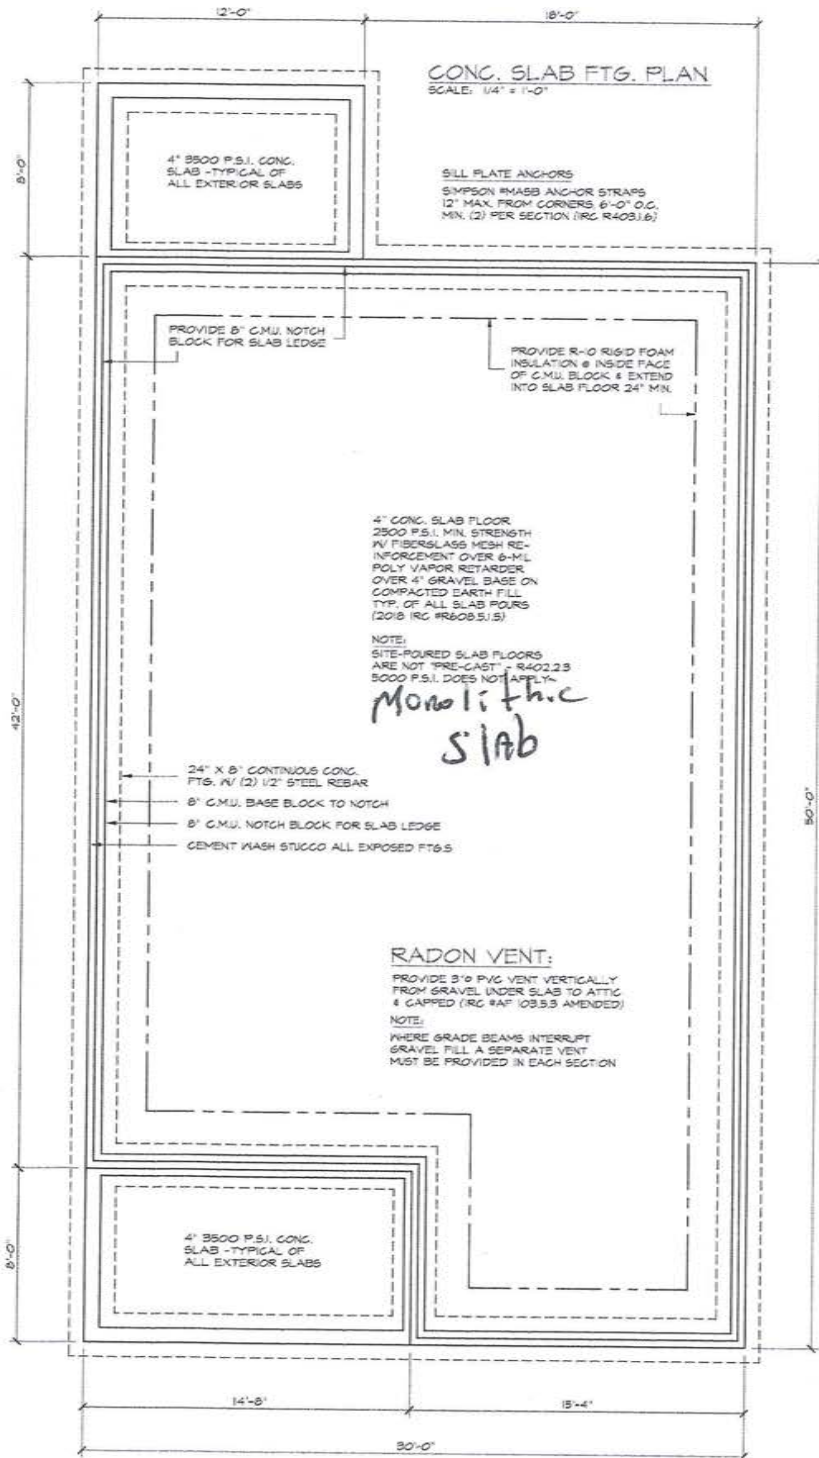 12'-0"
18'-0"
CONC. SLAB FTG. PLAN
SCALE: 1/4" = 1'-0"
8'-0"
4" 3500 P.S.I. CONC.
SLAB -TYPICAL OF
ALL EXTERIOR SLABS
SILL PLATE ANCHORS
SIMPSON #MASB ANCHOR STRAPS
12" MAX. FROM CORNERS, 6'-0" O.C.
MIN. (2) PER SECTION (IRC R403.1.6)
PROVIDE 8" C.M.U. NOTCH
BLOCK FOR SLAB LEDGE
PROVIDE R-10 RIGID FOAM
INSULATION @ INSIDE FACE
OF C.M.U. BLOCK & EXTEND
INTO SLAB FLOOR 24" MIN.
4" CONC. SLAB FLOOR
2500 P.S.I. MIN. STRENGTH
W/ FIBERGLASS MESH RE-
INFORCEMENT OVER 6-MIL
POLY VAPOR RETARDER
OVER 4" GRAVEL BASE ON
COMPACTED EARTH FILL
TYP. OF ALL SLAB POURS
(2018 IRC #R608.5.1.5)
NOTE:
SITE-POURED SLAB FLOORS
ARE NOT "PRE-CAST" - R402.2.3
5000 P.S.I. DOES NOT APPLY-
Monolithic
Slab
42'-0"
50'-0"
24" X 8" CONTINUOUS CONC.
FTG. W/ (2) 1/2" STEEL REBAR
8" C.M.U. BASE BLOCK TO NOTCH
8" C.M.U. NOTCH BLOCK FOR SLAB LEDGE
CEMENT WASH STUCCO ALL EXPOSED FTG.S
RADON VENT:
PROVIDE 3"ø PVC VENT VERTICALLY
FROM GRAVEL UNDER SLAB TO ATTIC
& CAPPED (IRC #AF 103.5.3 AMENDED)
NOTE:
WHERE GRADE BEAMS INTERRUPT
GRAVEL FILL A SEPARATE VENT
MUST BE PROVIDED IN EACH SECTION
8'-0"
4" 3500 P.S.I. CONC.
SLAB -TYPICAL OF
ALL EXTERIOR SLABS
14'-8"
15'-4"
30'-0"